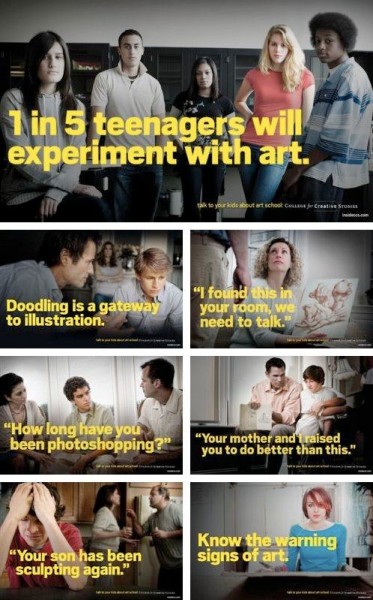 1 in 5 teenagers will
experiment with art.
talk to your kids about art school: College for Creative Studies
Doodling is a gateway
to illustration.
“I found this in
your room, we
need to talk.”
“How long have you
been photoshopping?”
“Your mother and I raised
you to do better than this.”
“Your son has been
sculpting again.”
Know the warning
signs of art.